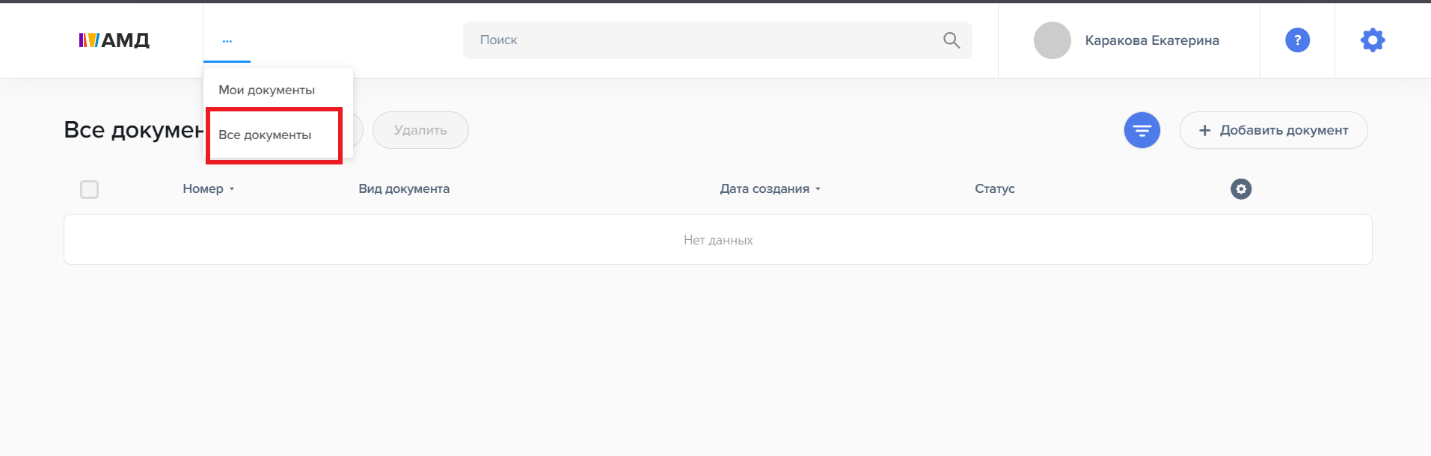 АМД
...
Поиск
Каракова Екатерина
?
Мои документы
Все документы
Все докумен
Удалить
+ Добавить документ
Номер
Вид документа
Дата создания
Статус
Нет данных